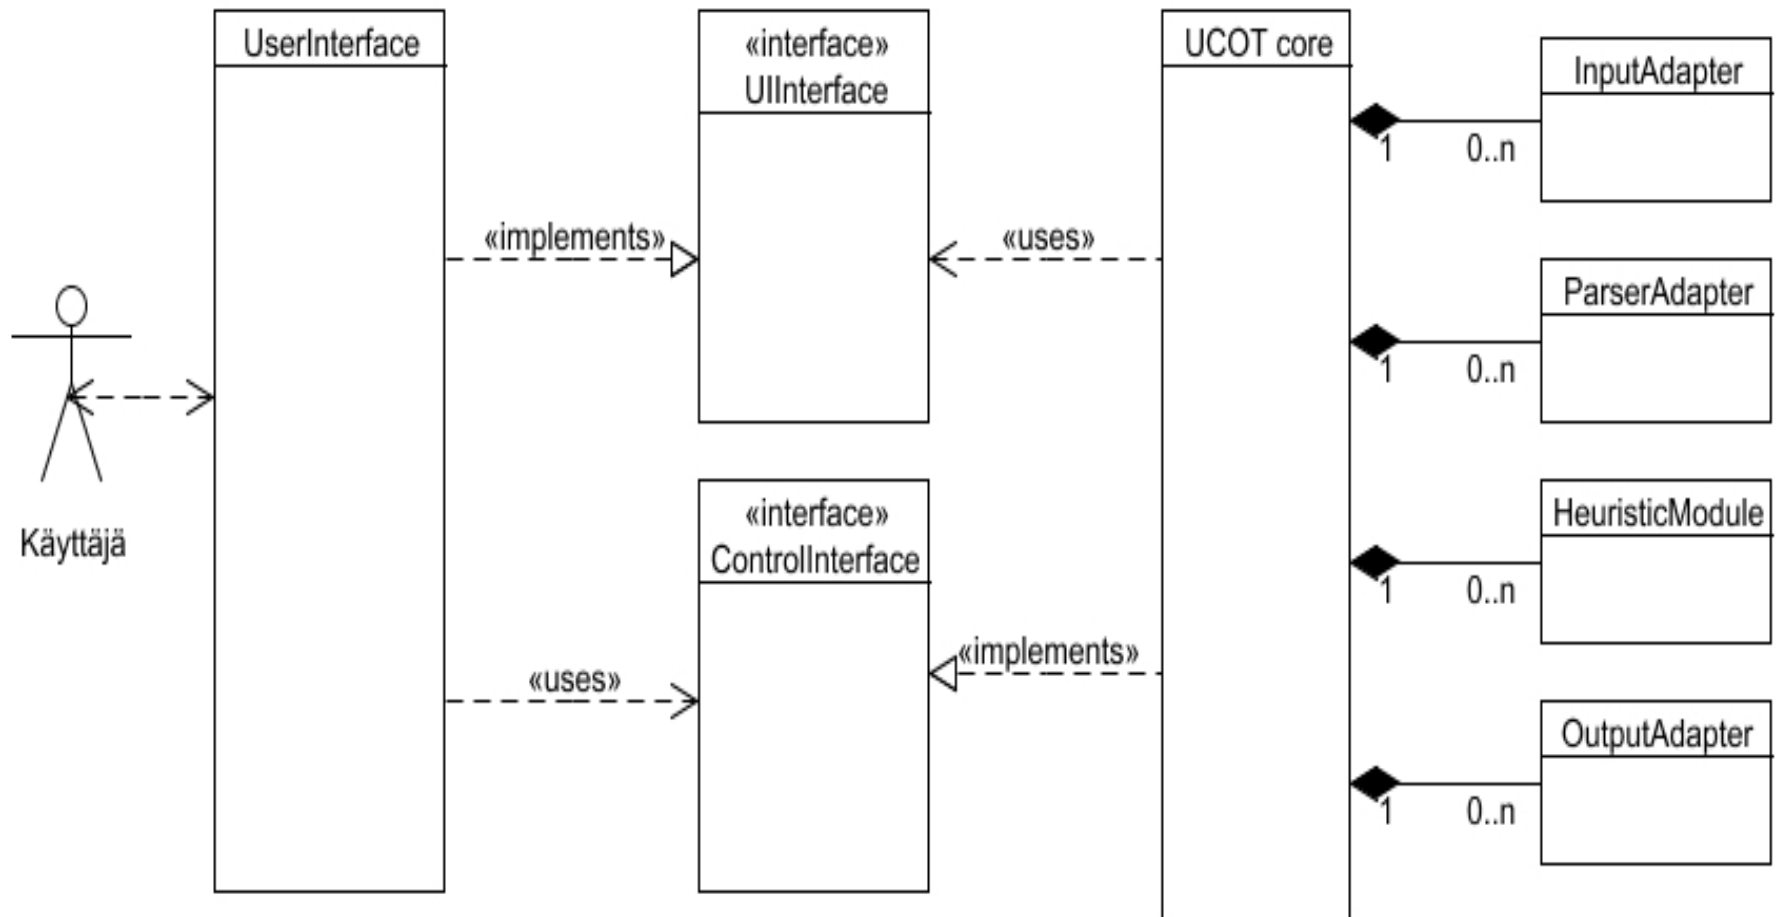 UserInterface
«interface»
UIInterface
UCOT core
InputAdapter
1
0..n
«implements»
«uses»
ParserAdapter
1
0..n
Käyttäjä
«interface»
ControlInterface
HeuristicModule
1
0..n
«uses»
«implements»
OutputAdapter
1
0..n